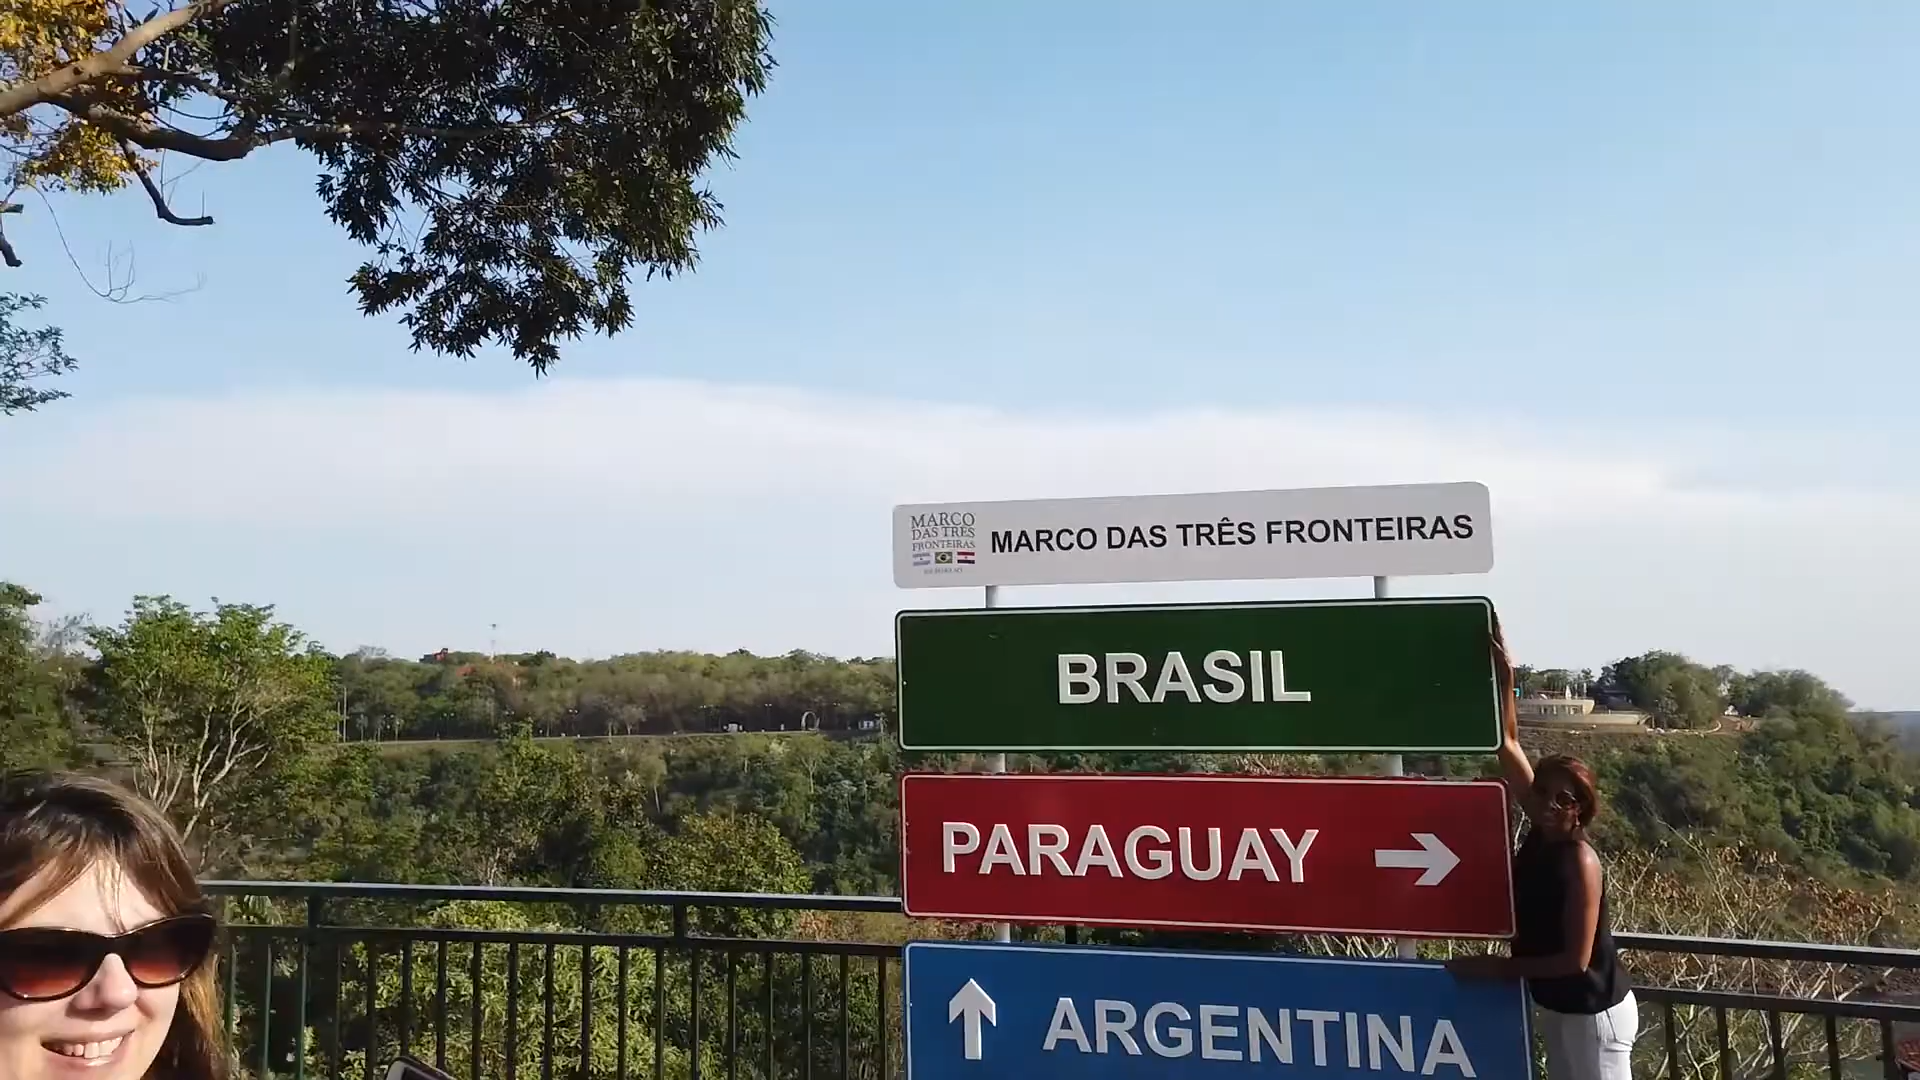 MARCO
DAS TRÊS
FRONTEIRAS
MARCO DAS TRÊS FRONTEIRAS
BRASIL
PARAGUAY
ARGENTINA